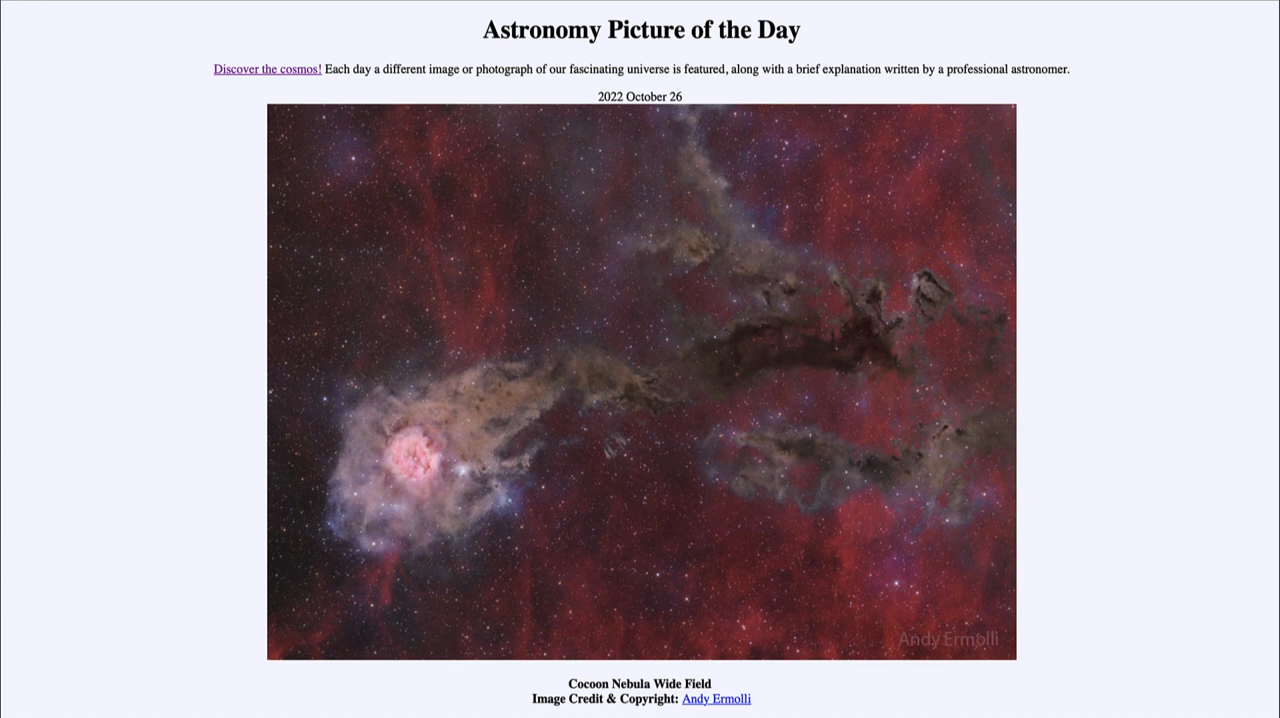 Astronomy Picture of the Day
Discover the cosmos! Each day a different image or photograph of our fascinating universe is featured, along with a brief explanation written by a professional astronomer.
2022 October 26
Andy Ermolli
Cocoon Nebula Wide Field
Image Credit & Copyright: Andy Ermolli